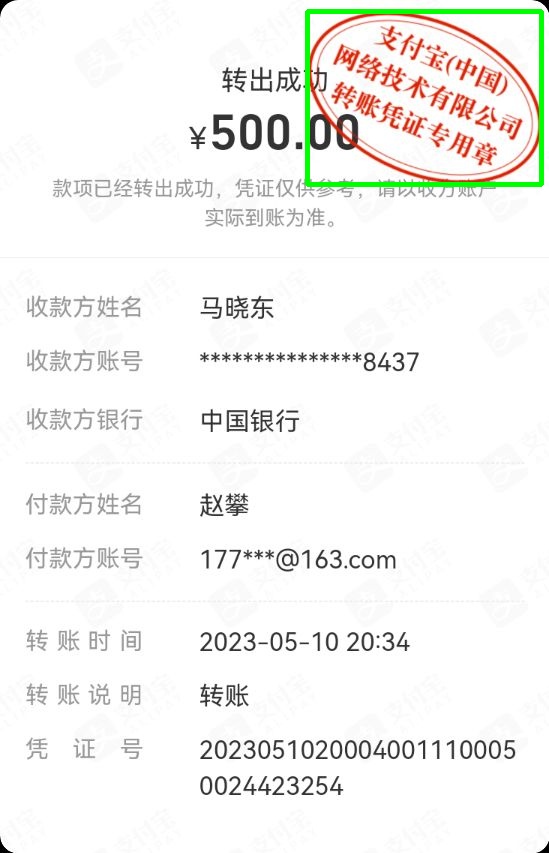 支付宝(中国)
网络技术有限公司
转账凭证专用章
转出成功
¥500.00
款项已经转出成功，凭证仅供参考，请以收方账户
实际到账为准。
收款方姓名 马晓东
收款方账号 ***************8437
收款方银行 中国银行
付款方姓名 赵攀
付款方账号 177***@163.com
转账时间 2023-05-10 20:34
转账说明 转账
凭证号 2023051020004001110005
0024423254